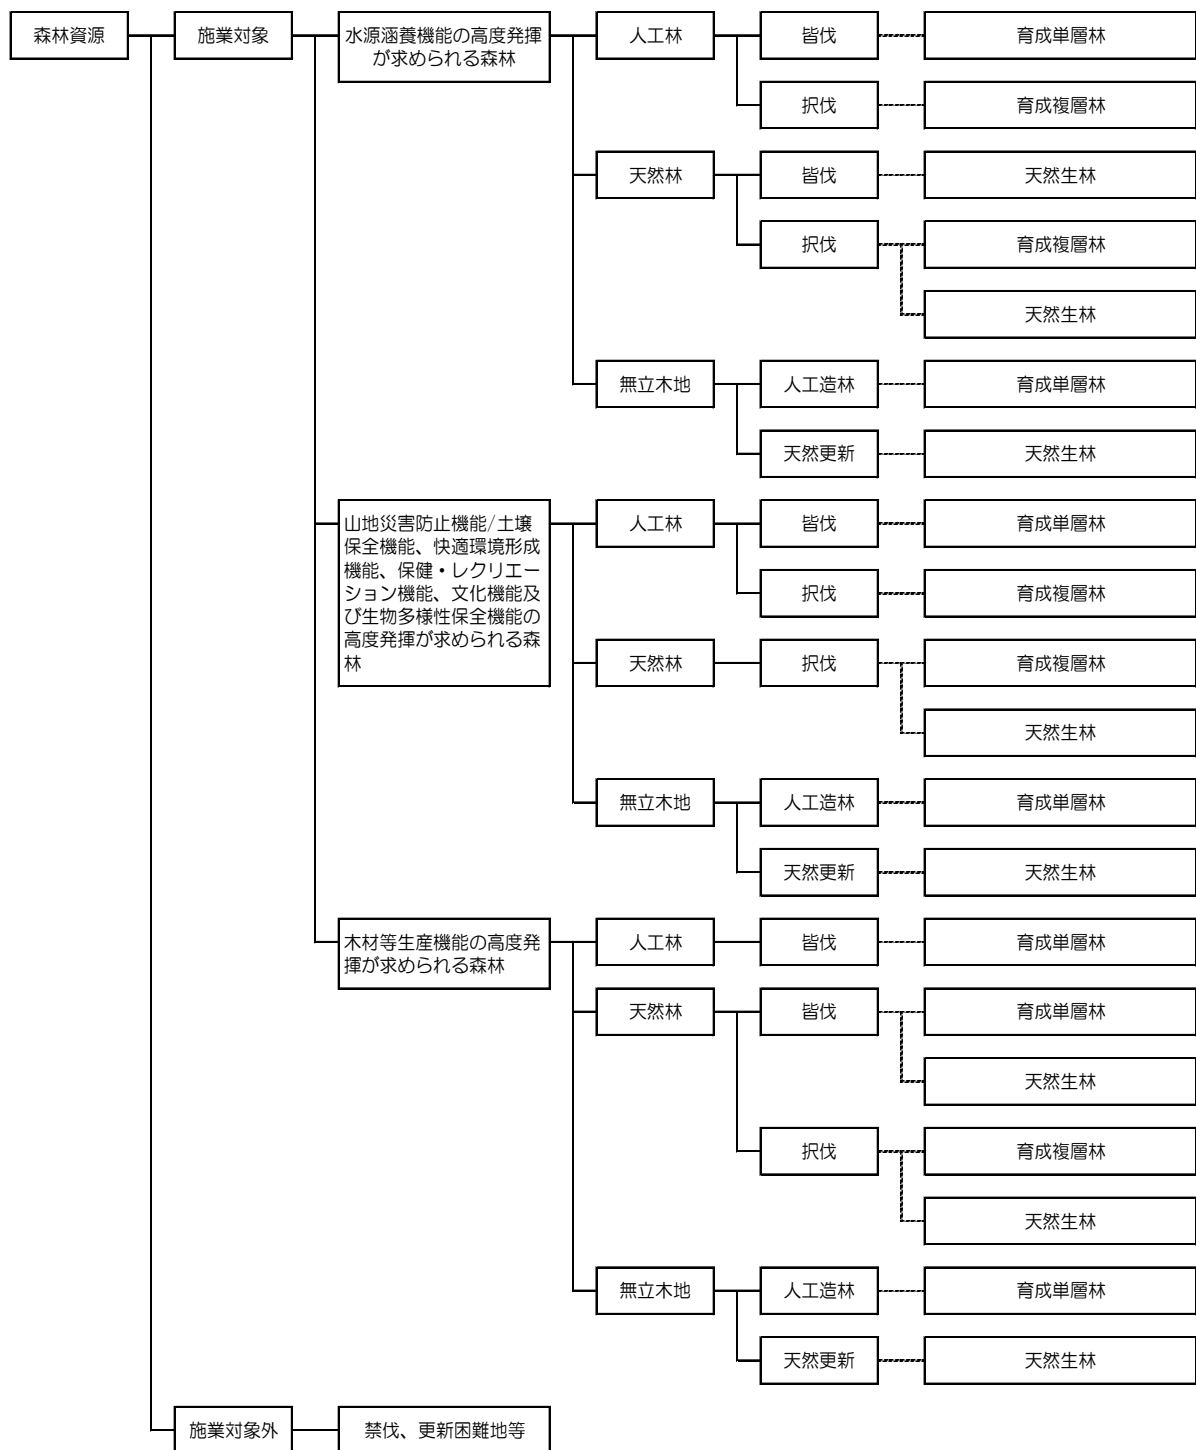 森林資源
施業対象
水源涵養機能の高度発揮
が求められる森林
人工林
皆伐
育成単層林
択伐
育成複層林
天然林
皆伐
天然生林
択伐
育成複層林
天然生林
無立木地
人工造林
育成単層林
天然更新
天然生林
山地災害防止機能/土壌
保全機能、快適環境形成
機能、保健・レクリエー
ション機能、文化機能及
び生物多様性保全機能の
高度発揮が求められる森
林
人工林
皆伐
育成単層林
択伐
育成複層林
天然林
択伐
育成複層林
天然生林
無立木地
人工造林
育成単層林
天然更新
天然生林
木材等生産機能の高度発
揮が求められる森林
人工林
皆伐
育成単層林
天然林
皆伐
育成単層林
天然生林
択伐
育成複層林
天然生林
無立木地
人工造林
育成単層林
天然更新
天然生林
施業対象外
禁伐、更新困難地等